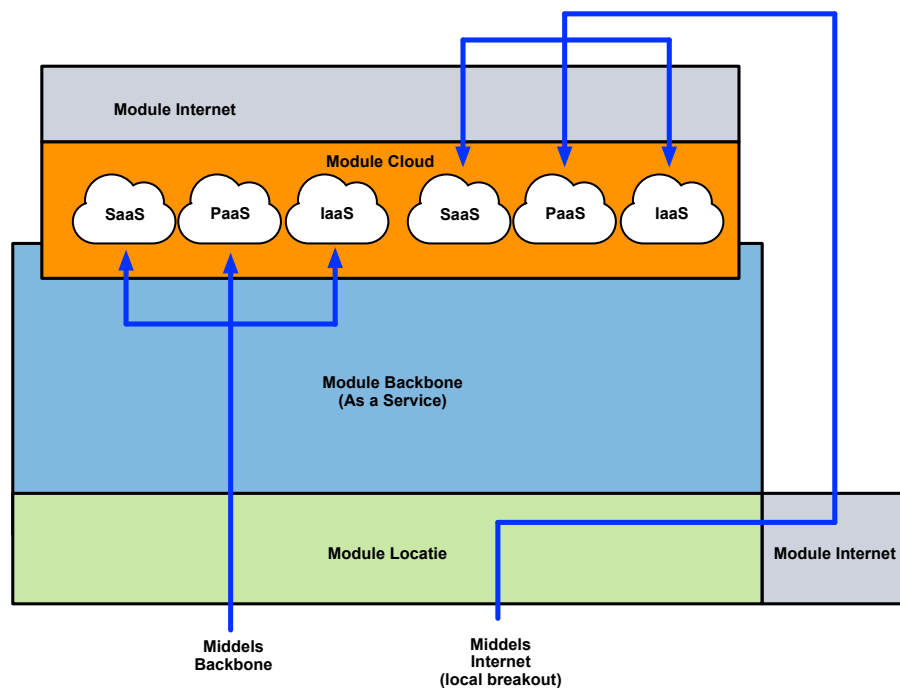 Module Internet
Module Cloud
SaaS
PaaS
IaaS
SaaS
PaaS
IaaS
Module Backbone
(As a Service)
Module Locatie
Module Internet
Middels
Backbone
Middels
Internet
(local breakout)